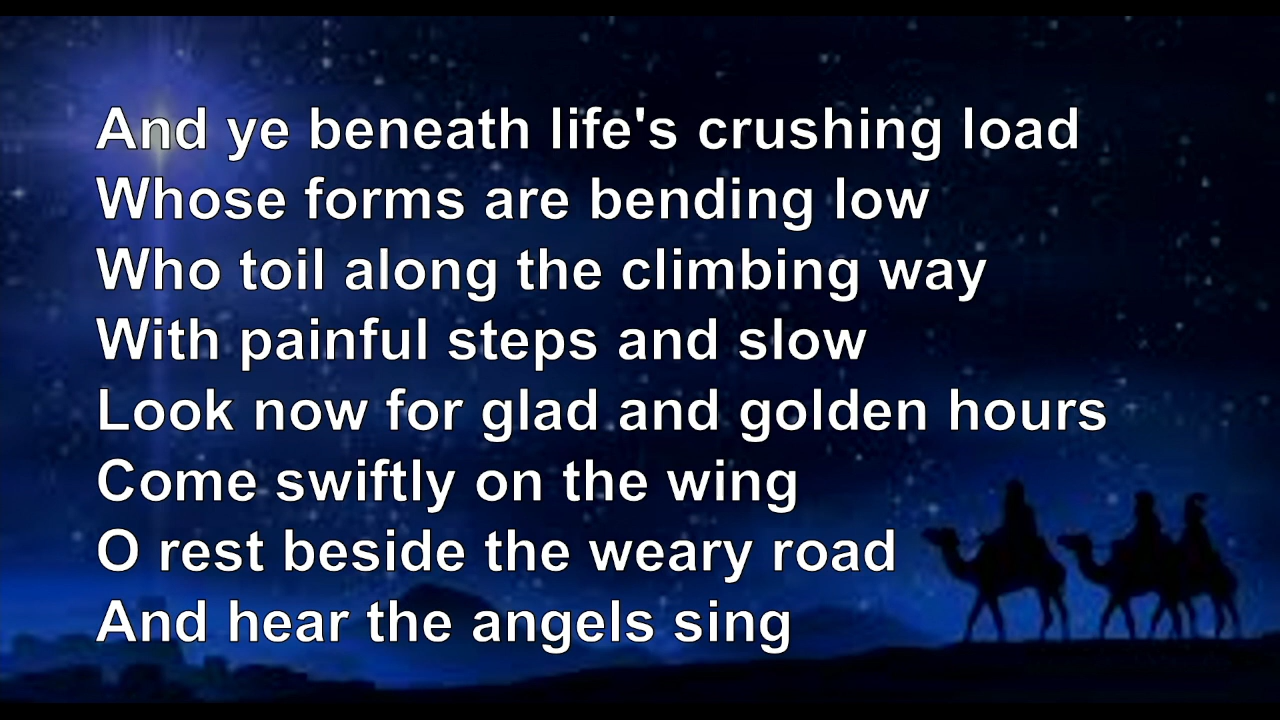 And ye beneath life's crushing load
Whose forms are bending low
Who toil along the climbing way
With painful steps and slow
Look now for glad and golden hours
Come swiftly on the wing
O rest beside the weary road
And hear the angels sing